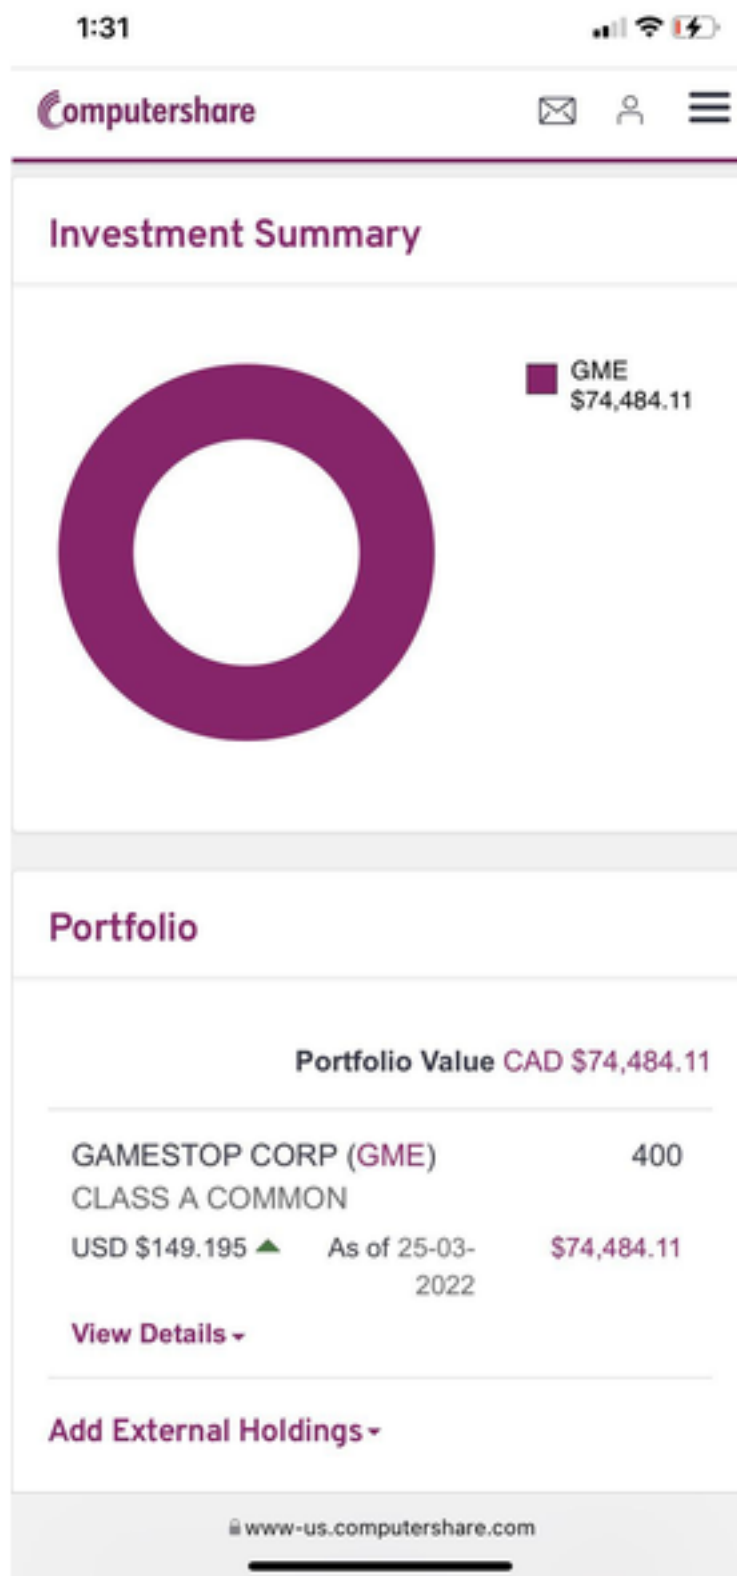 1:31
Computershare
Investment Summary
GME
$74,484.11
Portfolio
Portfolio Value CAD $74,484.11
GAMESTOP CORP (GME) 400
CLASS A COMMON
USD $149.195 As of 25-03- $74,484.11
2022
View Details
Add External Holdings
www-us.computershare.com